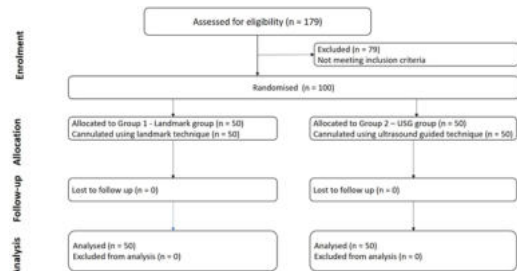 Enrolment
Assessed for eligibility (n = 179)
Excluded (n = 79)
Not meeting inclusion criteria
Randomised (n = 100)
Allocation
Allocated to Group 1 - Landmark group (n = 50)
Cannulated using landmark technique (n = 50)
Allocated to Group 2 – USG group (n = 50)
Cannulated using ultrasound guided technique (n = 50)
Follow-up
Lost to follow up (n = 0)
Lost to follow up (n = 0)
Analysis
Analysed (n = 50)
Excluded from analysis (n = 0)
Analysed (n = 50)
Excluded from analysis (n = 0)